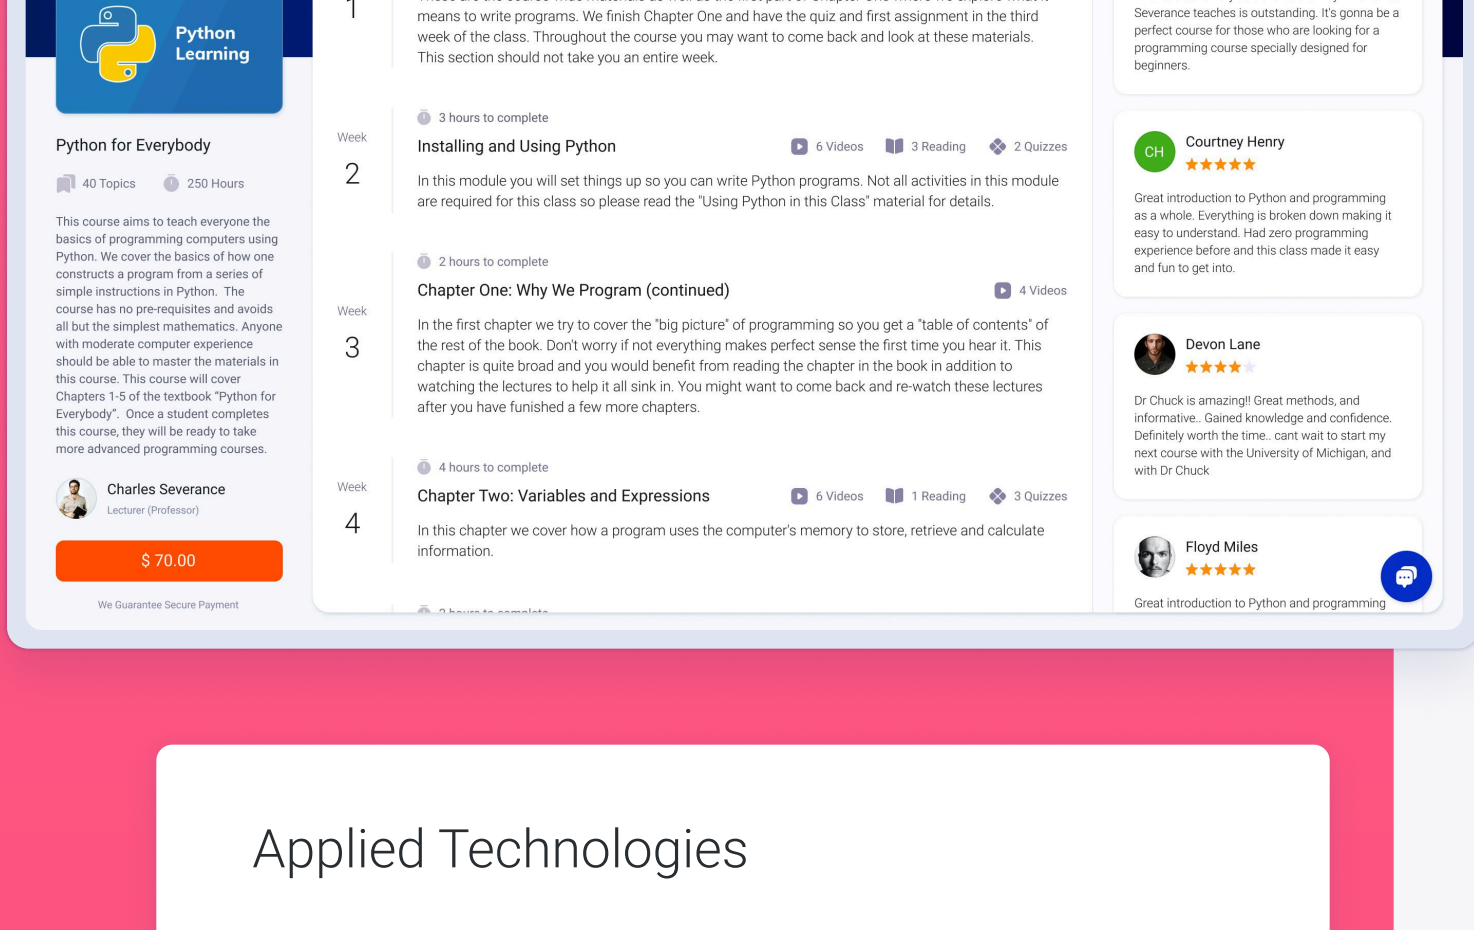 Python
Learning
Python for Everybody
40 Topics
250 Hours
This course aims to teach everyone the
basics of programming computers using
Python. We cover the basics of how one
constructs a program from a series of
simple instructions in Python.  The
course has no pre-requisites and avoids
all but the simplest mathematics. Anyone
with moderate computer experience
should be able to master the materials in
this course. This course will cover
Chapters 1-5 of the textbook “Python for
Everybody”.  Once a student completes
this course, they will be ready to take
more advanced programming courses.
Charles Severance
Lecturer (Professor)
$ 70.00
We Guarantee Secure Payment
1
means to write programs. We finish Chapter One and have the quiz and first assignment in the third
week of the class. Throughout the course you may want to come back and look at these materials.
This section should not take you an entire week.
Week
2
3 hours to complete
Installing and Using Python
6 Videos
3 Reading
2 Quizzes
In this module you will set things up so you can write Python programs. Not all activities in this module
are required for this class so please read the "Using Python in this Class" material for details.
Week
3
2 hours to complete
Chapter One: Why We Program (continued)
4 Videos
In the first chapter we try to cover the "big picture" of programming so you get a "table of contents" of
the rest of the book. Don't worry if not everything makes perfect sense the first time you hear it. This
chapter is quite broad and you would benefit from reading the chapter in the book in addition to
watching the lectures to help it all sink in. You might want to come back and re-watch these lectures
after you have funished a few more chapters.
Week
4
4 hours to complete
Chapter Two: Variables and Expressions
6 Videos
1 Reading
3 Quizzes
In this chapter we cover how a program uses the computer's memory to store, retrieve and calculate
information.
hours to complete
Severance teaches is outstanding. It's gonna be a
perfect course for those who are looking for a
programming course specially designed for
beginners.
CH
Courtney Henry
Great introduction to Python and programming
as a whole. Everything is broken down making it
easy to understand. Had zero programming
experience before and this class made it easy
and fun to get into.
Devon Lane
Dr Chuck is amazing!! Great methods, and
informative.. Gained knowledge and confidence.
Definitely worth the time.. cant wait to start my
next course with the University of Michigan, and
with Dr Chuck
Floyd Miles
Great introduction to Python and programming
Applied Technologies